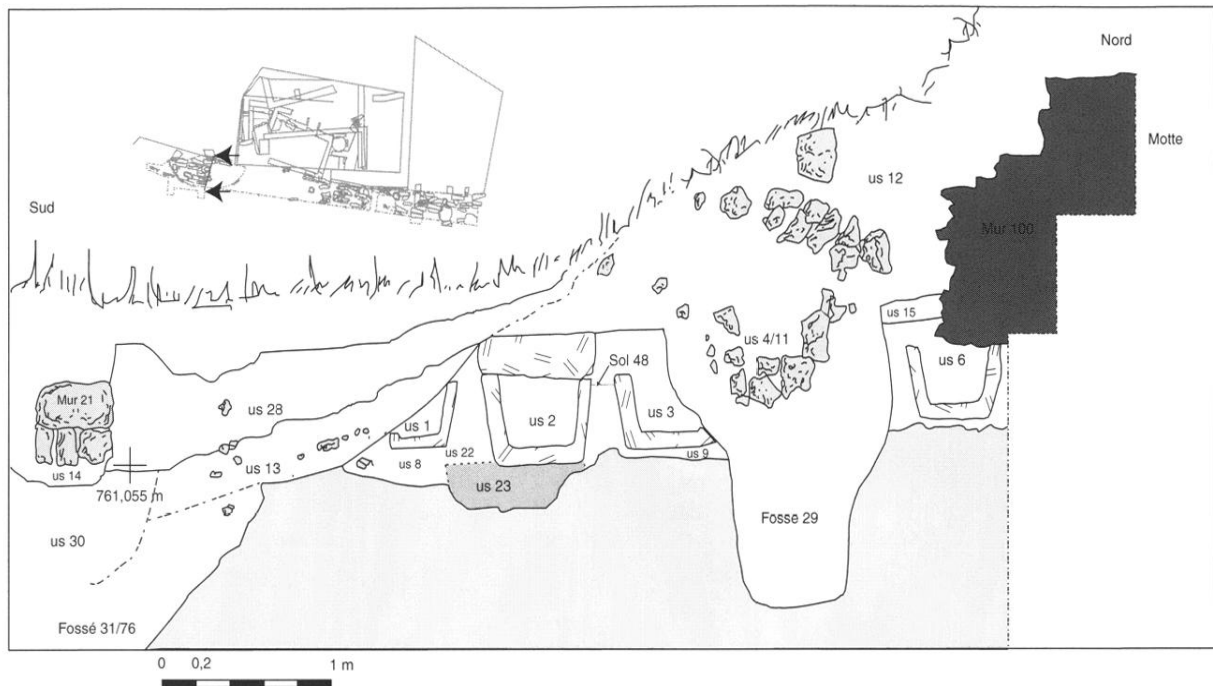 Nord
Motte
us 12
Sud
Mur 100
us 15
us 4/11
Sol 48
us 6
Mur 21
us 28
us 1
us 2
us 3
us 22
us 8
us 9
us 14
us 13
761,055 m
us 23
us 30
Fosse 29
Fossé 31/76
0 0,2 1 m